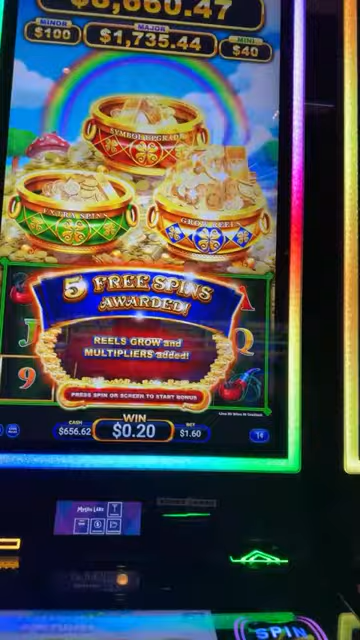 MINOR
$100
MAJOR
$1,735.44
MINI
$40
SYMBOL UPGRADE
EXTRA SPINS
GROW REELS
5 FREE SPINS
AWARDED!
REELS GROW and
MULTIPLIERS added!
PRESS SPIN OR SCREEN TO START BONUS
A
J
Q
9
CASH
$656.62
WIN
$0.20
BET
$1.60
1¢
SPIN